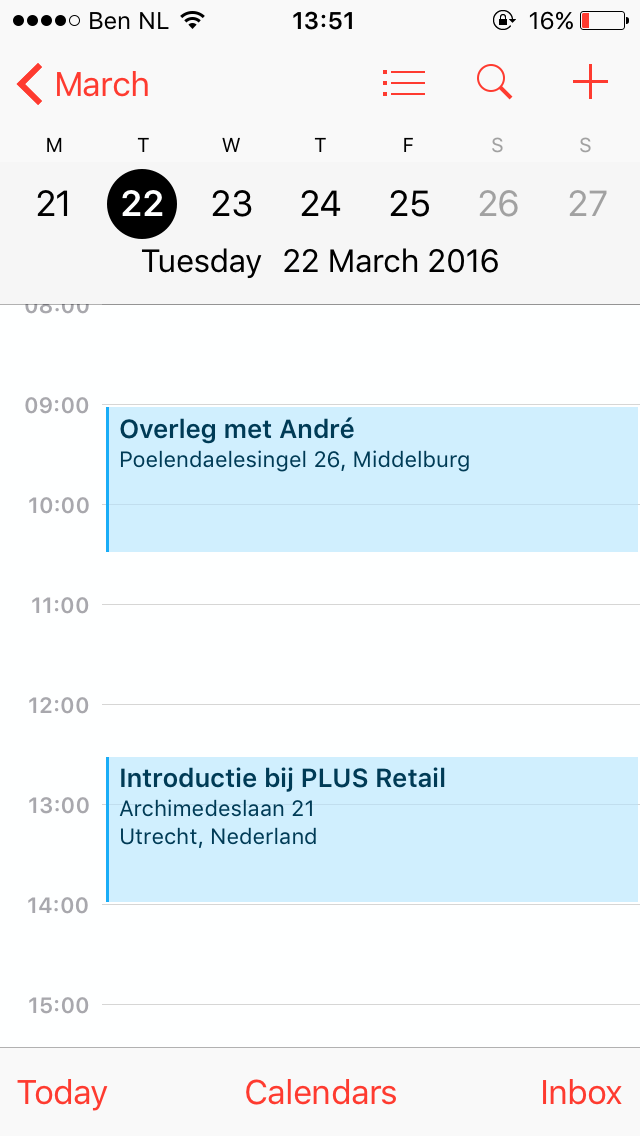 Ben NL 13:51 16%
March
M T W T F S S
21 22 23 24 25 26 27
Tuesday 22 March 2016
08:00
09:00
Overleg met André
Poelendaelesingel 26, Middelburg
10:00
11:00
12:00
Introductie bij PLUS Retail
13:00
Archimedeslaan 21
Utrecht, Nederland
14:00
15:00
Today Calendars Inbox